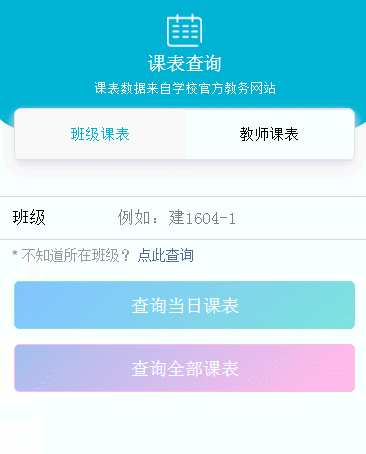 课表查询
课表数据来自学校官方教务网站
班级课表 教师课表
班级 例如：建1604-1
* 不知道所在班级？ 点此查询
查询当日课表
查询全部课表